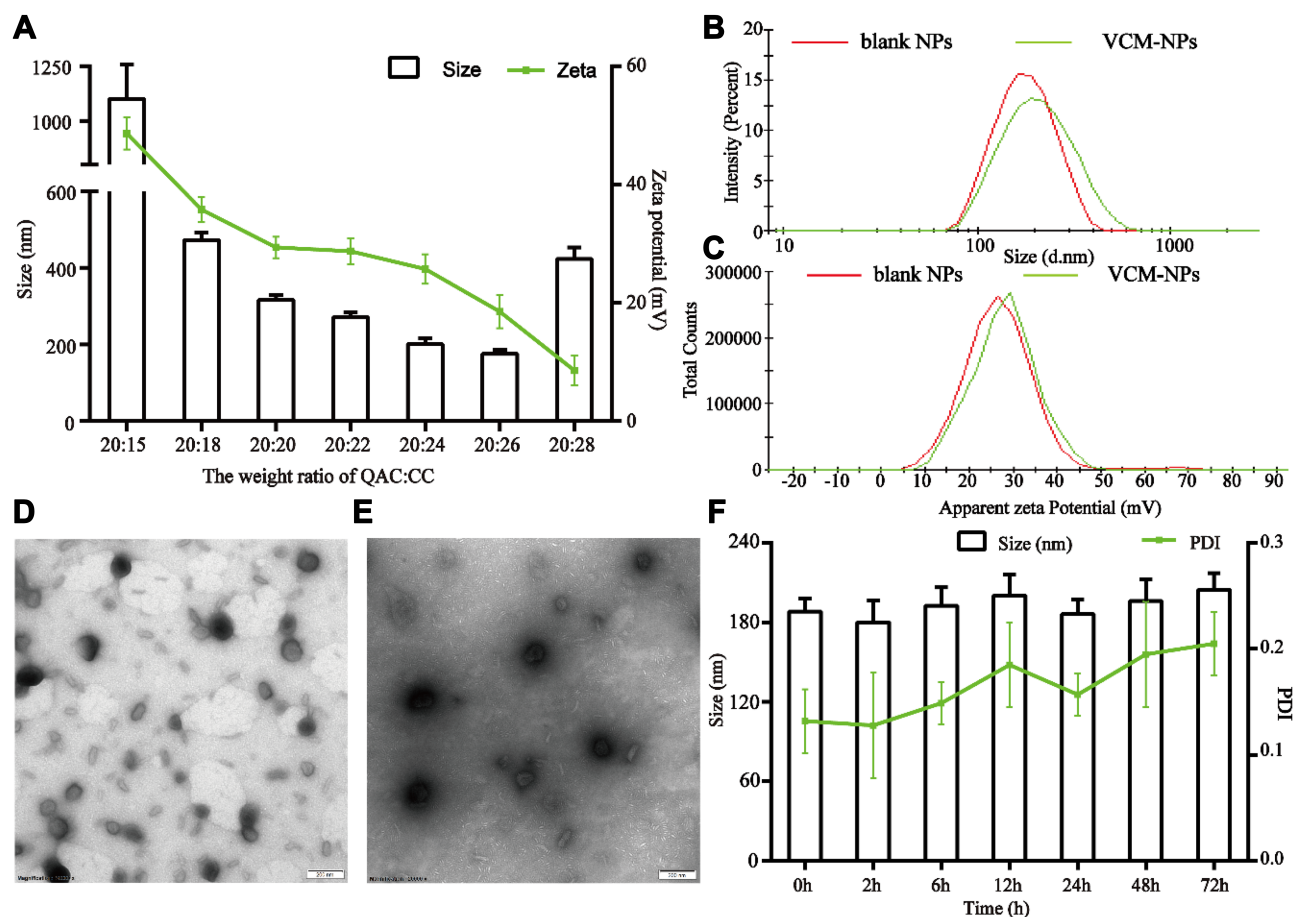 A
Size
Zeta
1250
1000
600
400
200
0
Size (nm)
60
40
20
0
Zeta potential (mV)
20:15 20:18 20:20 20:22 20:24 20:26 20:28
The weight ratio of QAC:CC
B
blank NPs VCM-NPs
20
15
10
5
0
Intensity (Percent)
10 100 1000
Size (d.nm)
C
blank NPs VCM-NPs
300000
200000
100000
0
Total Counts
-20 -10 0 10 20 30 40 50 60 70 80 90
Apparent zeta Potential (mV)
D
200 nm
E
F
Size (nm) PDI
240
180
120
60
0
Size (nm)
0.3
0.2
0.1
0.0
PDI
0h 2h 6h 12h 24h 48h 72h
Time (h)